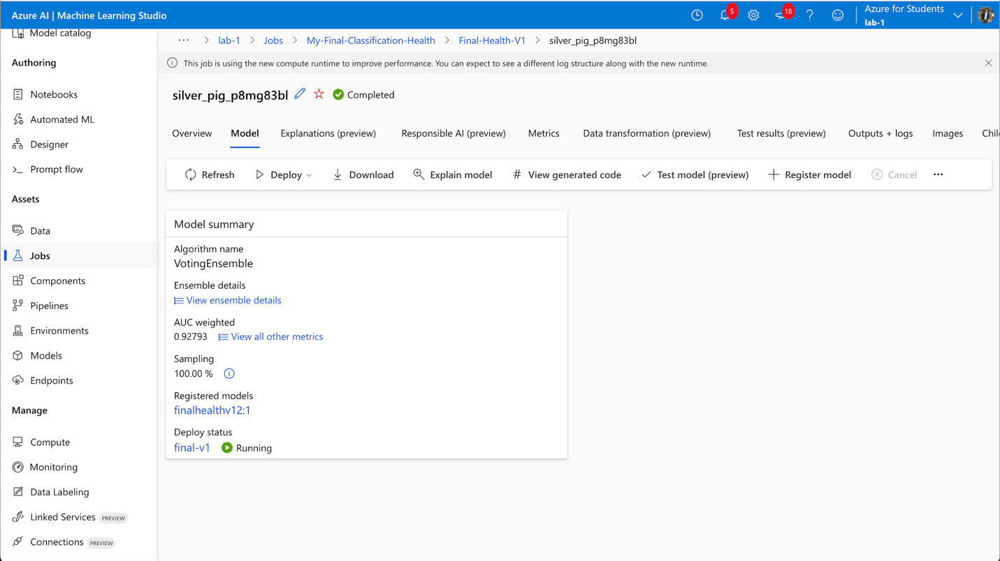 Azure AI | Machine Learning Studio
5
18
?
Azure for Students
lab-1
Model catalog
Authoring
Notebooks
Automated ML
Designer
Prompt flow
Assets
Data
Jobs
Components
Pipelines
Environments
Models
Endpoints
Manage
Compute
Monitoring
Data Labeling
Linked Services PREVIEW
Connections PREVIEW
··· > lab-1 > Jobs > My-Final-Classification-Health > Final-Health-V1 > silver_pig_p8mg83bl
This job is using the new compute runtime to improve performance. You can expect to see a different log structure along with the new runtime.
silver_pig_p8mg83bl Completed
Overview Model Explanations (preview) Responsible AI (preview) Metrics Data transformation (preview) Test results (preview) Outputs + logs Images Chil
Refresh Deploy Download Explain model # View generated code Test model (preview) Register model Cancel ···
Model summary
Algorithm name
VotingEnsemble
Ensemble details
View ensemble details
AUC weighted
0.92793 View all other metrics
Sampling
100.00 %
Registered models
finalhealthv12:1
Deploy status
final-v1 Running